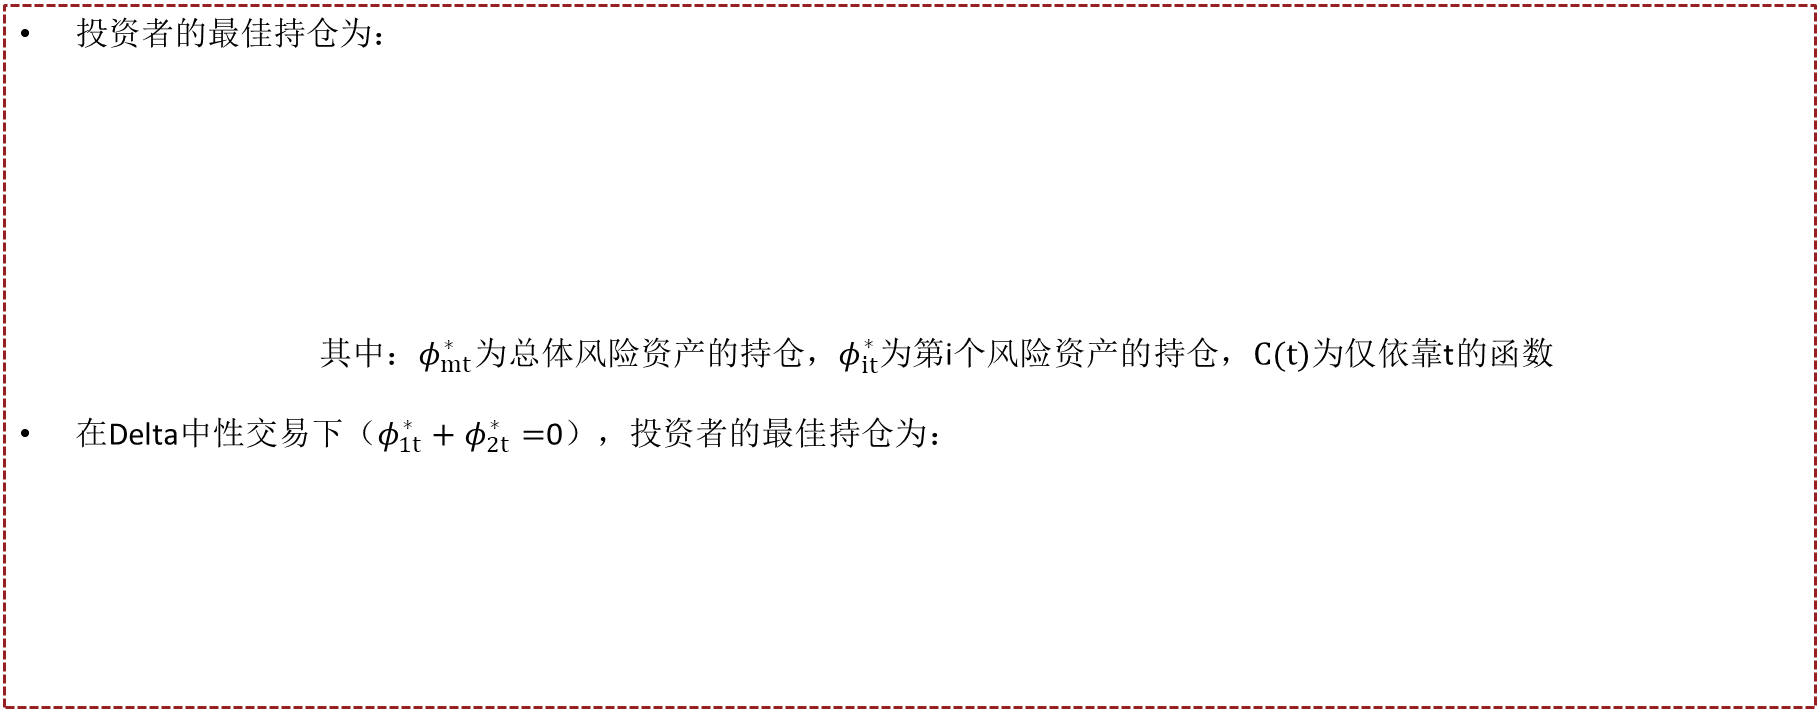 • 投资者的最佳持仓为：
其中：ϕ*mt为总体风险资产的持仓，ϕ*it为第i个风险资产的持仓，C(t)为仅依靠t的函数
• 在Delta中性交易下（ϕ*1t + ϕ*2t =0），投资者的最佳持仓为：